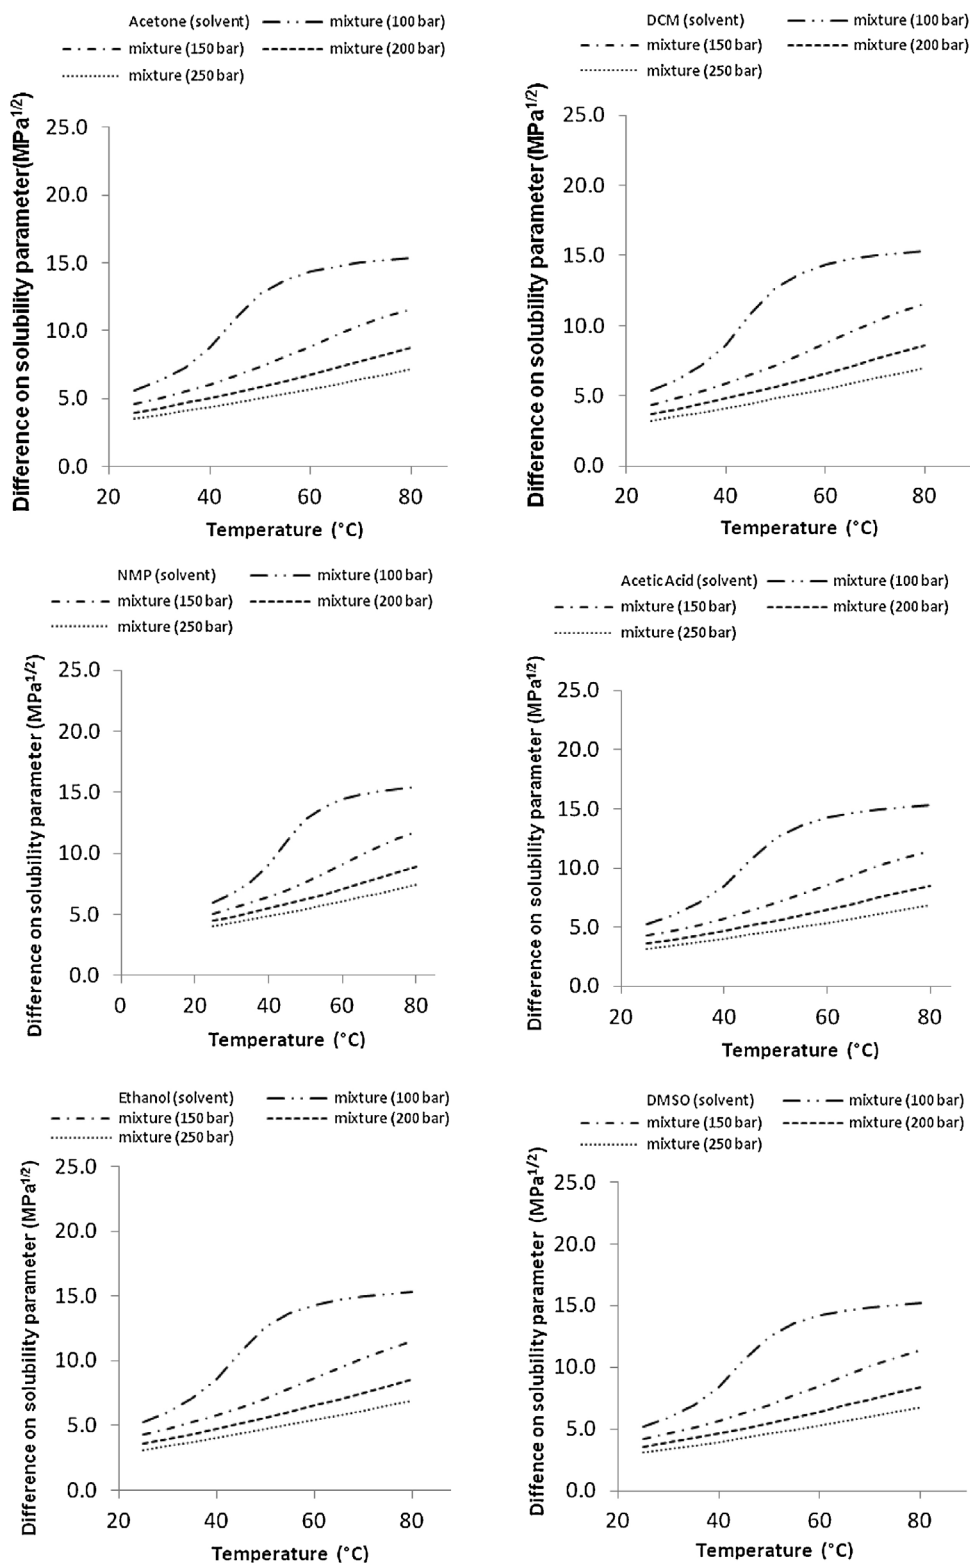 Acetone (solvent) mixture (100 bar)
mixture (150 bar) mixture (200 bar)
mixture (250 bar)
Difference on solubility parameter(MPa1/2)
25.0
20.0
15.0
10.0
5.0
0.0
20 40 60 80
Temperature (°C)
DCM (solvent) mixture (100 bar)
mixture (150 bar) mixture (200 bar)
mixture (250 bar)
Difference on solubility parameter (MPa1/2)
25.0
20.0
15.0
10.0
5.0
0.0
20 40 60 80
Temperature (°C)
NMP (solvent) mixture (100 bar)
mixture (150 bar) mixture (200 bar)
mixture (250 bar)
Difference on solubility parameter (MPa1/2)
25.0
20.0
15.0
10.0
5.0
0.0
0 20 40 60 80
Temperature (°C)
Acetic Acid (solvent) mixture (100 bar)
mixture (150 bar) mixture (200 bar)
mixture (250 bar)
Difference on solubility parameter (MPa1/2)
25.0
20.0
15.0
10.0
5.0
0.0
20 40 60 80
Temperature (°C)
Ethanol (solvent) mixture (100 bar)
mixture (150 bar) mixture (200 bar)
mixture (250 bar)
Difference on solubility parameter (MPa1/2)
25.0
20.0
15.0
10.0
5.0
0.0
20 40 60 80
Temperature (°C)
DMSO (solvent) mixture (100 bar)
mixture (150 bar) mixture (200 bar)
mixture (250 bar)
Diffence on solubility parameter (MPa1/2)
25.0
20.0
15.0
10.0
5.0
0.0
20 40 60 80
Temperature (°C)